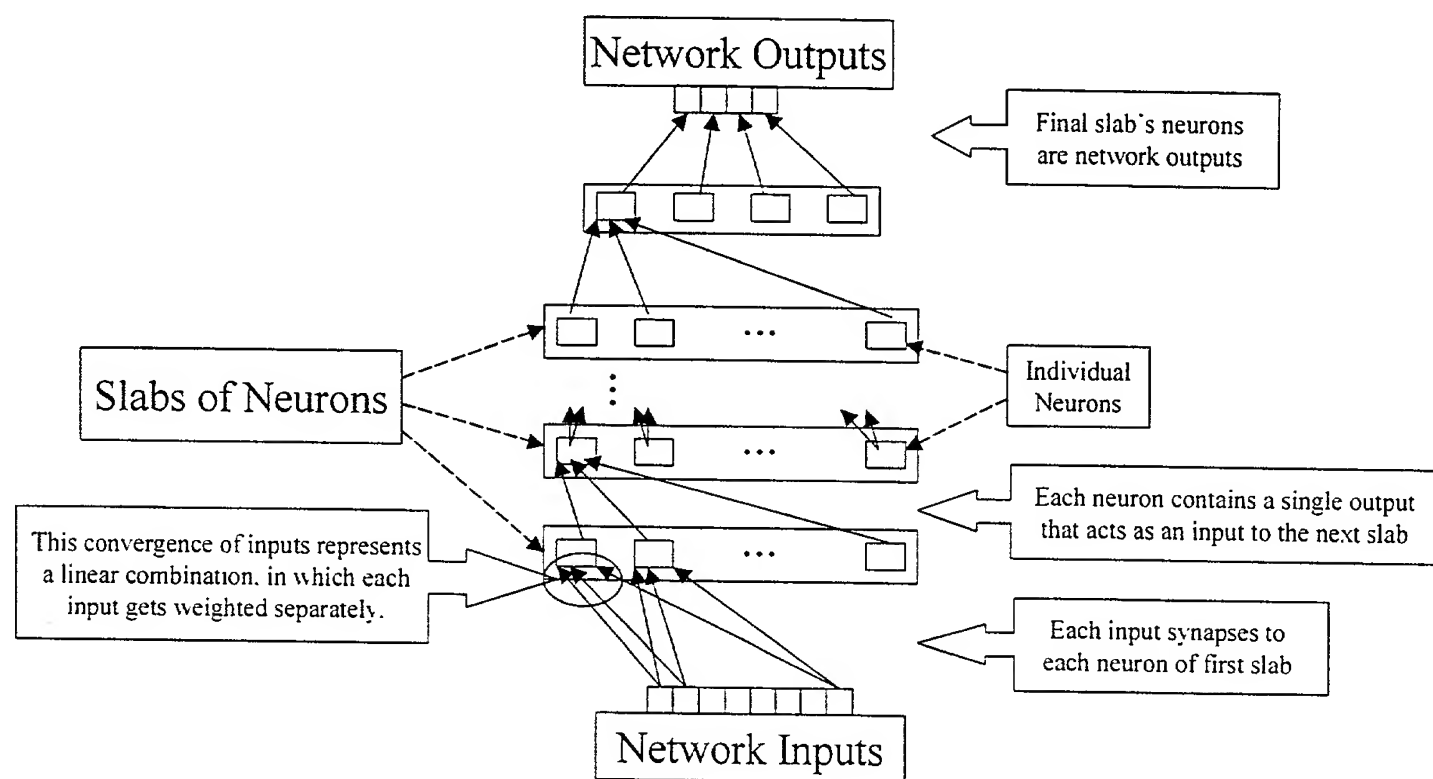 Network Outputs
Final slab's neurons
are network outputs
Slabs of Neurons
Individual
Neurons
Each neuron contains a single output
that acts as an input to the next slab
This convergence of inputs represents
a linear combination, in which each
input gets weighted separately.
Each input synapses to
each neuron of first slab
Network Inputs